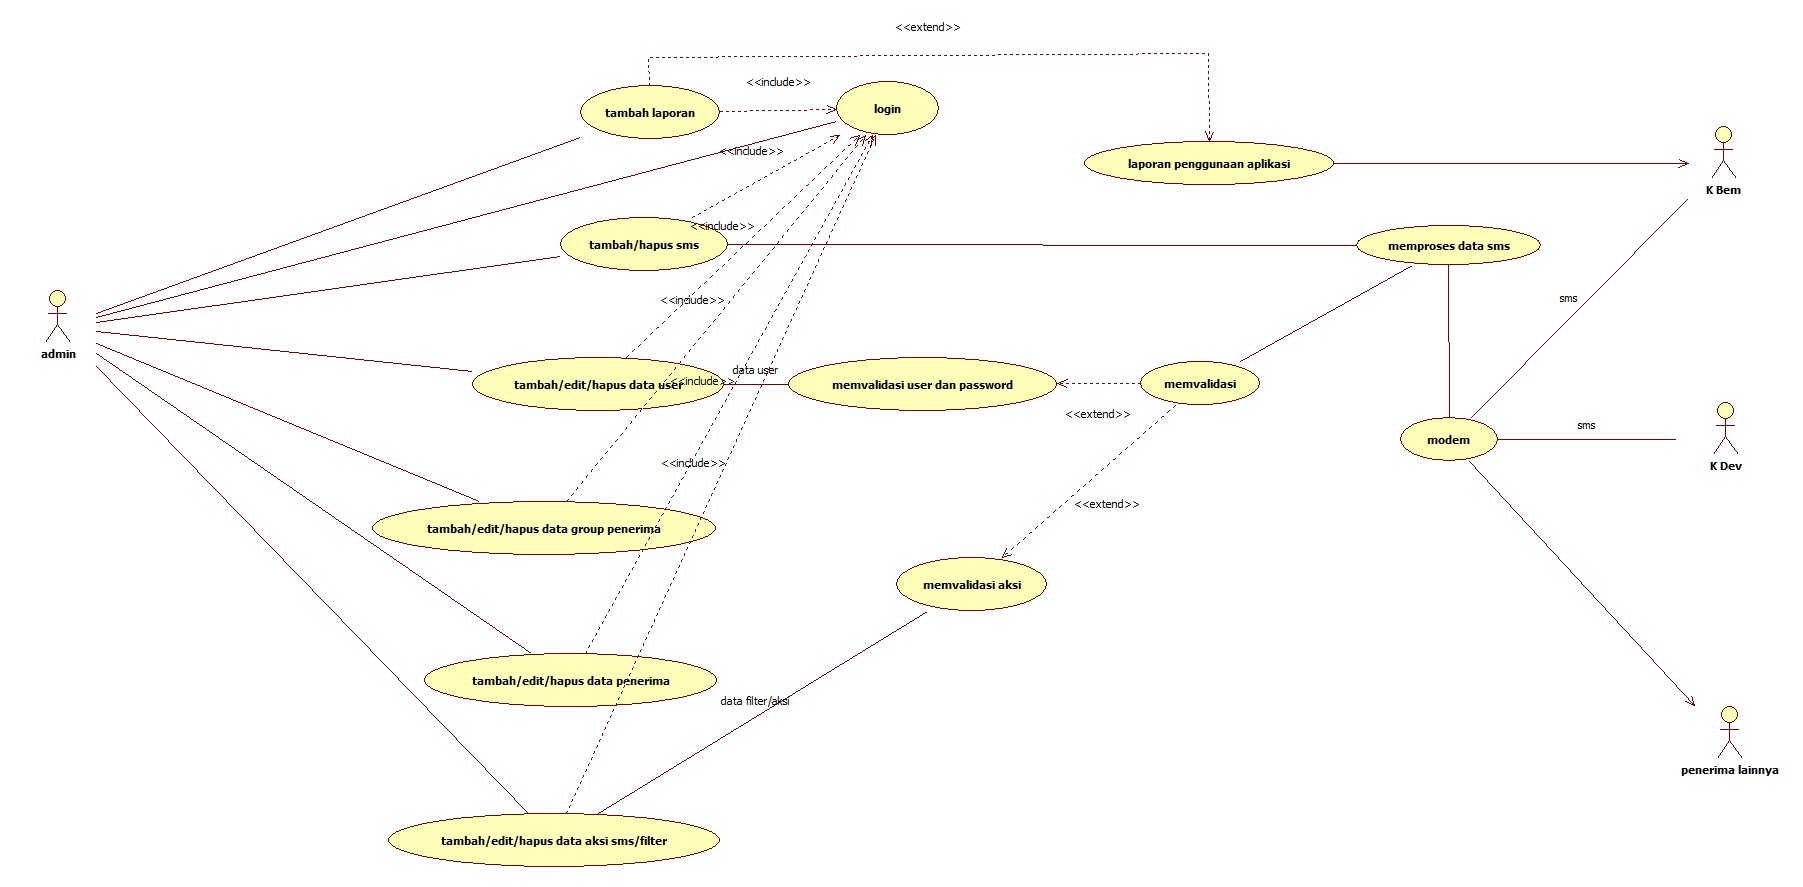 <<extend>>
<<include>>
login
tambah laporan
<<include>>
laporan penggunaan aplikasi
K Bem
<<include>>
tambah/hapus sms
memproses data sms
<<include>>
sms
admin
data user
<<include>>
tambah/edit/hapus data user
memvalidasi user dan password
memvalidasi
<<extend>>
sms
modem
<<include>>
K Dev
<<extend>>
tambah/edit/hapus data group penerima
memvalidasi aksi
tambah/edit/hapus data penerima
data filter/aksi
penerima lainnya
tambah/edit/hapus data aksi sms/filter